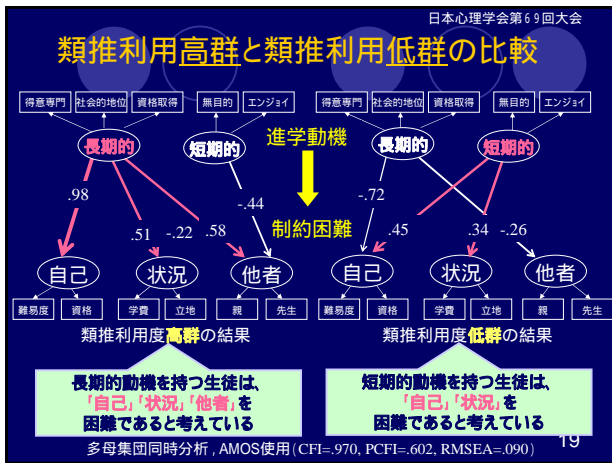 日本心理学会第69回大会
類推利用高群と類推利用低群の比較
得意専門 社会的地位 資格取得 無目的 エンジョイ 得意専門 社会的地位 資格取得 無目的 エンジョイ
長期的 短期的 進学動機 長期的 短期的
.98 -.44 -.72
制約困難
.51 -.22 .58 .45 .34 -.26
自己 状況 他者 自己 状況 他者
難易度 資格 学費 立地 親 先生 難易度 資格 学費 立地 親 先生
類推利用度高群の結果 類推利用度低群の結果
長期的動機を持つ生徒は、
「自己」「状況」「他者」を
困難であると考えている
短期的動機を持つ生徒は、
「自己」「状況」を
困難であると考えている
多母集団同時分析，AMOS使用(CFI=.970, PCFI=.602, RMSEA=.090)
19